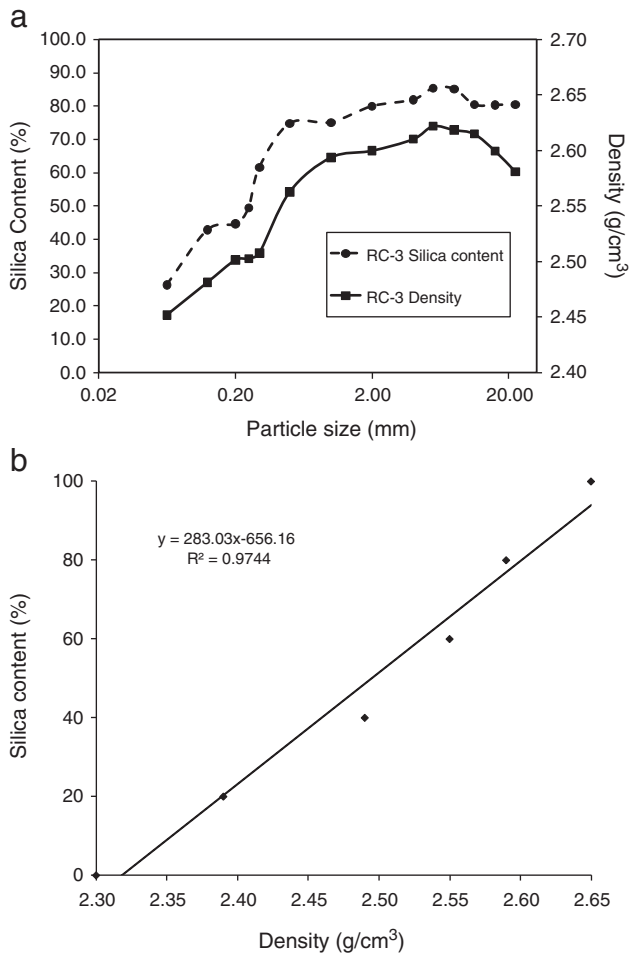 a
100.0
90.0
80.0
70.0
60.0
50.0
40.0
30.0
20.0
10.0
0.0
Silica Content (%)
2.70
2.65
2.60
2.55
2.50
2.45
2.40
Density (g/cm³)
RC-3 Silica content
RC-3 Density
0.02 0.20 2.00 20.00
Particle size (mm)
b
100
80
60
40
20
0
Silica content (%)
y = 283.03x-656.16
R² = 0.9744
2.30 2.35 2.40 2.45 2.50 2.55 2.60 2.65
Density (g/cm³)